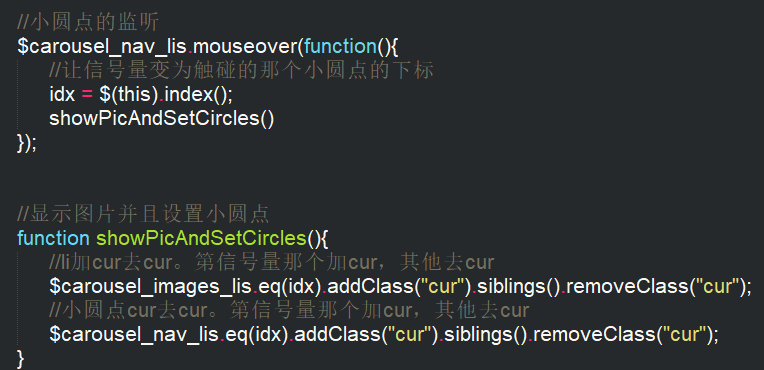 //小圆点的监听
$carousel_nav_lis.mouseover(function(){
//让信号量变为触碰的那个小圆点的下标
idx = $(this).index();
showPicAndSetCircles()
});
//显示图片并且设置小圆点
function showPicAndSetCircles(){
//li加cur去cur。第信号量那个加cur，其他去cur
$carousel_images_lis.eq(idx).addClass("cur").siblings().removeClass("cur");
//小圆点cur去cur。第信号量那个加cur，其他去cur
$carousel_nav_lis.eq(idx).addClass("cur").siblings().removeClass("cur");
}